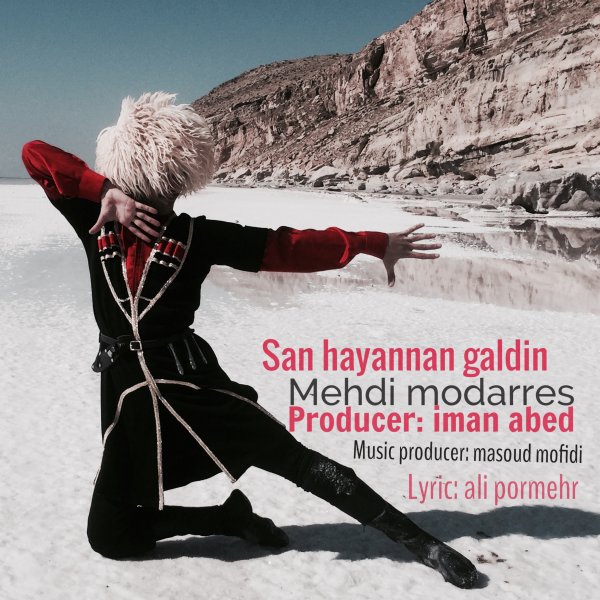 San hayannan galdin
Mehdi modarres
Producer: iman abed
Music producer: masoud mofidi
Lyric: ali pormehr